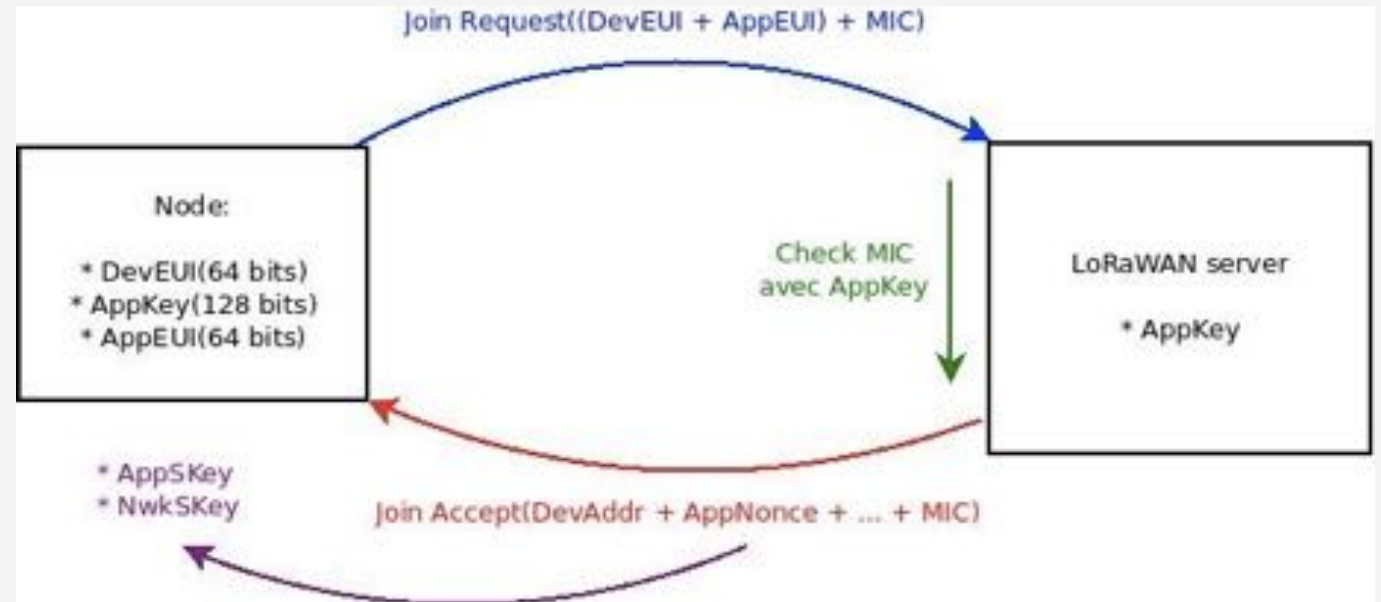 Join Request((DevEUI + AppEUI) + MIC)
Node:
* DevEUI(64 bits)
* AppKey(128 bits)
* AppEUI(64 bits)
Check MIC
avec AppKey
LoRaWAN server
* AppKey
* AppSKey
* NwkSKey
Join Accept(DevAddr + AppNonce + ... + MIC)